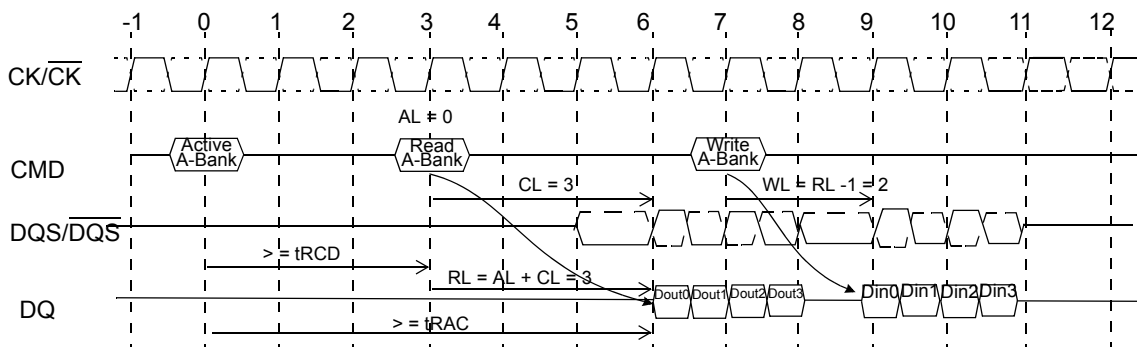 -1 0 1 2 3 4 5 6 7 8 9 10 11 12
CK/CK
AL = 0
Active
A-Bank
Read
A-Bank
Write
A-Bank
CMD
CL = 3
WL = RL -1 = 2
DQS/DQS
> = tRCD
RL = AL + CL = 3
Dout0 Dout1 Dout2 Dout3
Din0 Din1 Din2 Din3
DQ
> = tRAC